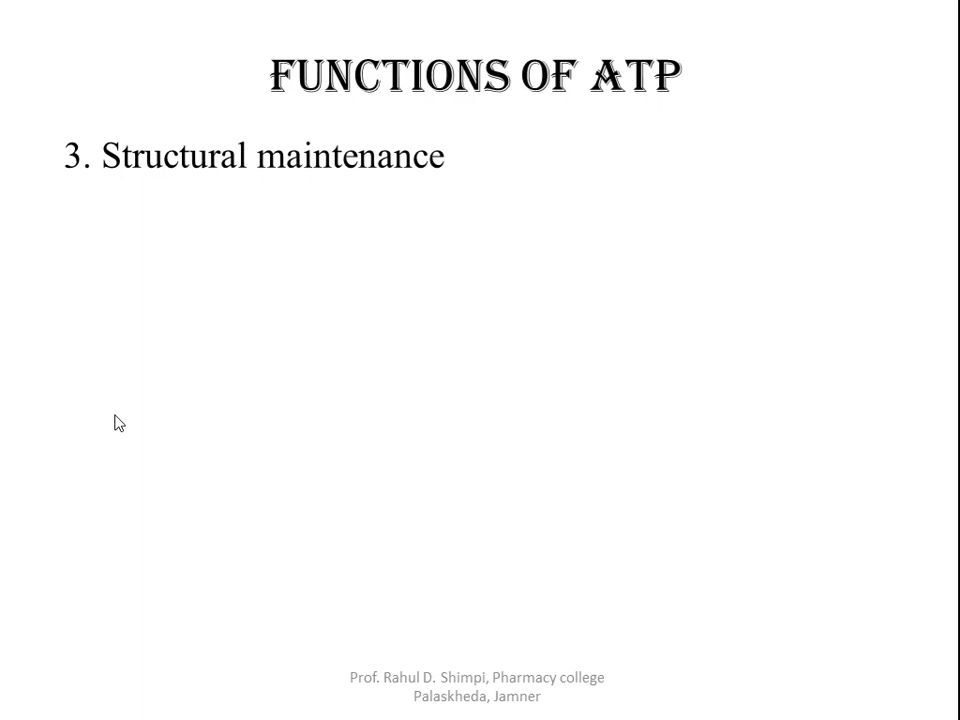 FUNCTIONS OF ATP
3. Structural maintenance
Prof. Rahul D. Shimpi, Pharmacy college
Palaskheda, Jamner